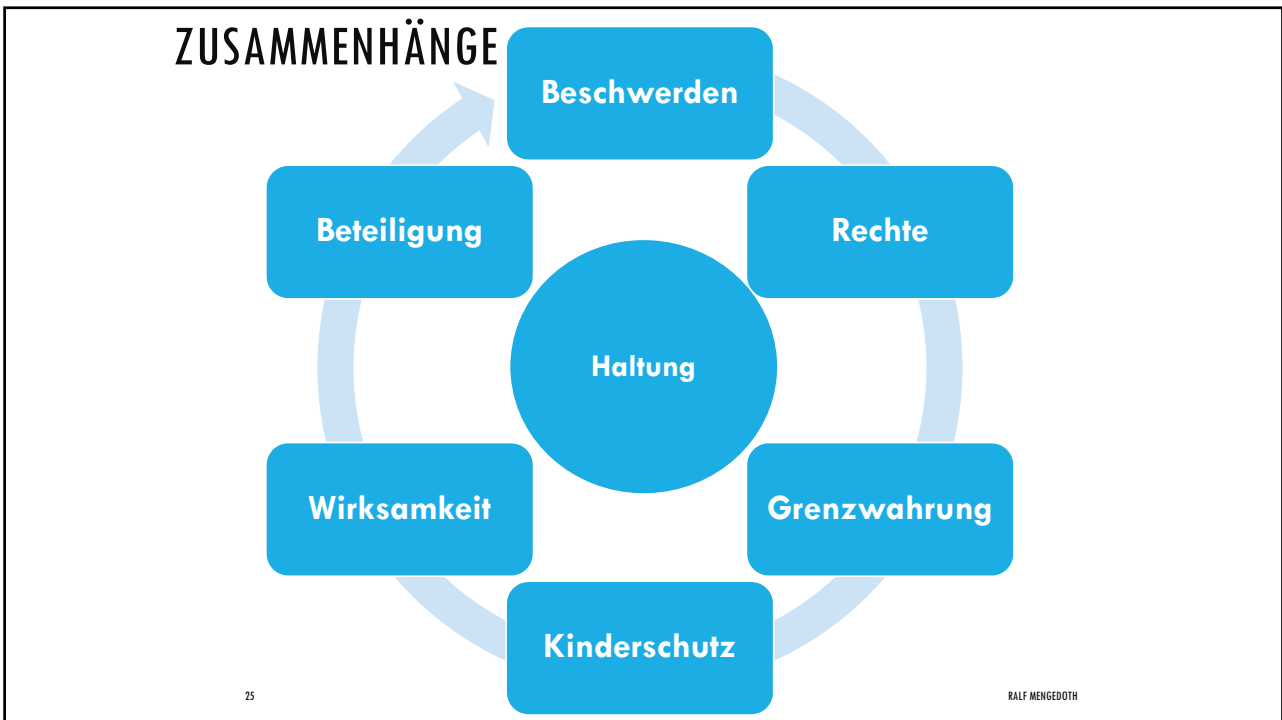 ZUSAMMENHÄNGE
Beschwerden
Beteiligung
Rechte
Haltung
Wirksamkeit
Grenzwahrung
Kinderschutz
25
RALF MENGEDOTH